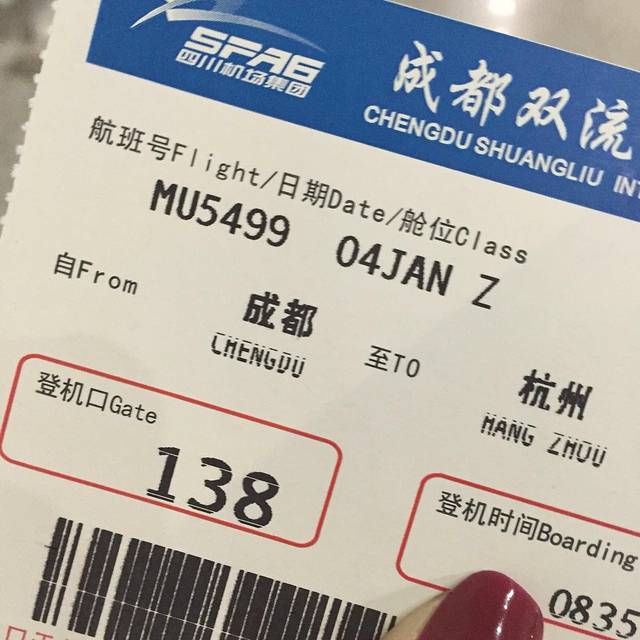 SPAG
四川机场集团
成都双流
CHENGDU SHUANGLIU
航班号Flight/日期Date/舱位Class
MU5499 04JAN Z
自From
成都
CHENGDU
至TO
杭州
HANG ZHOU
登机口Gate
138
登机时间Boarding
0835